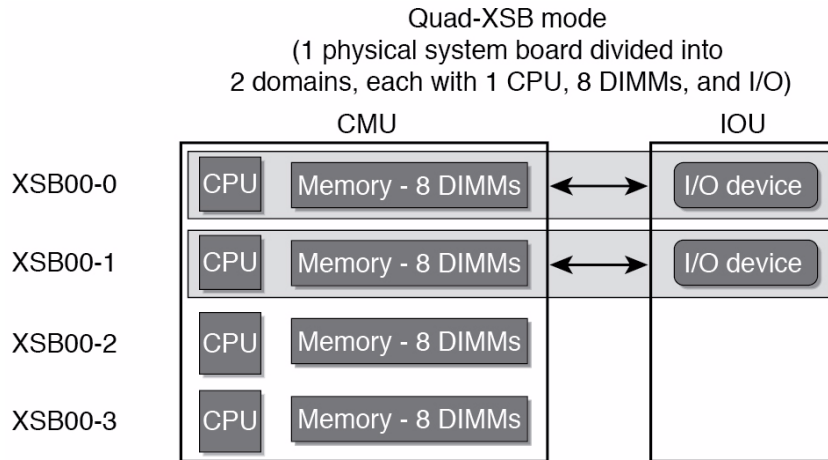 Quad-XSB mode
(1 physical system board divided into
2 domains, each with 1 CPU, 8 DIMMs, and I/O)
CMU IOU
XSB00-0 CPU Memory - 8 DIMMs I/O device
XSB00-1 CPU Memory - 8 DIMMs I/O device
XSB00-2 CPU Memory - 8 DIMMs
XSB00-3 CPU Memory - 8 DIMMs